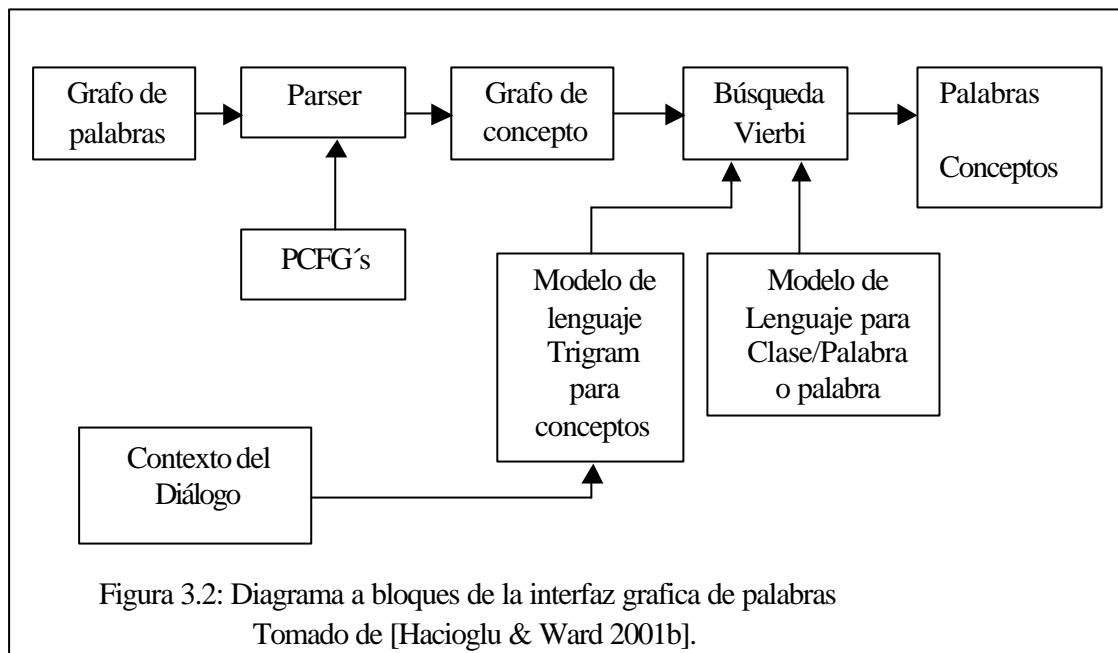 Grafo de
palabras
Parser
Grafo de
concepto
Búsqueda
Vierbi
Palabras
Conceptos
PCFG´s
Modelo de
lenguaje
Trigram
para
conceptos
Modelo de
Lenguaje para
Clase/Palabra
o palabra
Contexto del
Diálogo
Figura 3.2: Diagrama a bloques de la interfaz grafica de palabras
Tomado de [Hacioglu & Ward 2001b].